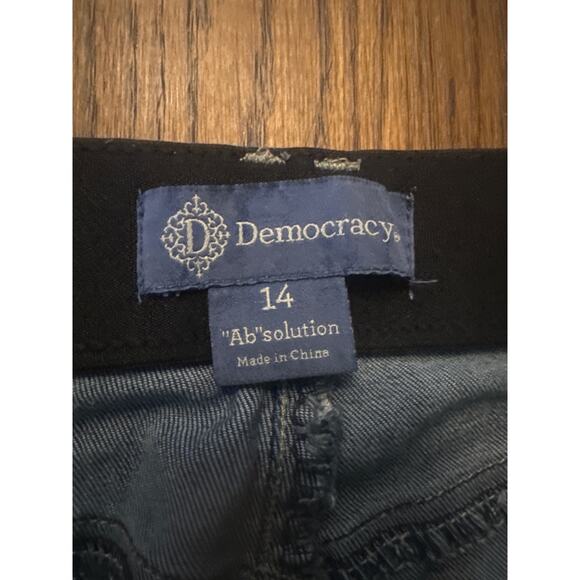 D Democracy®
14
"Ab"solution
Made in China